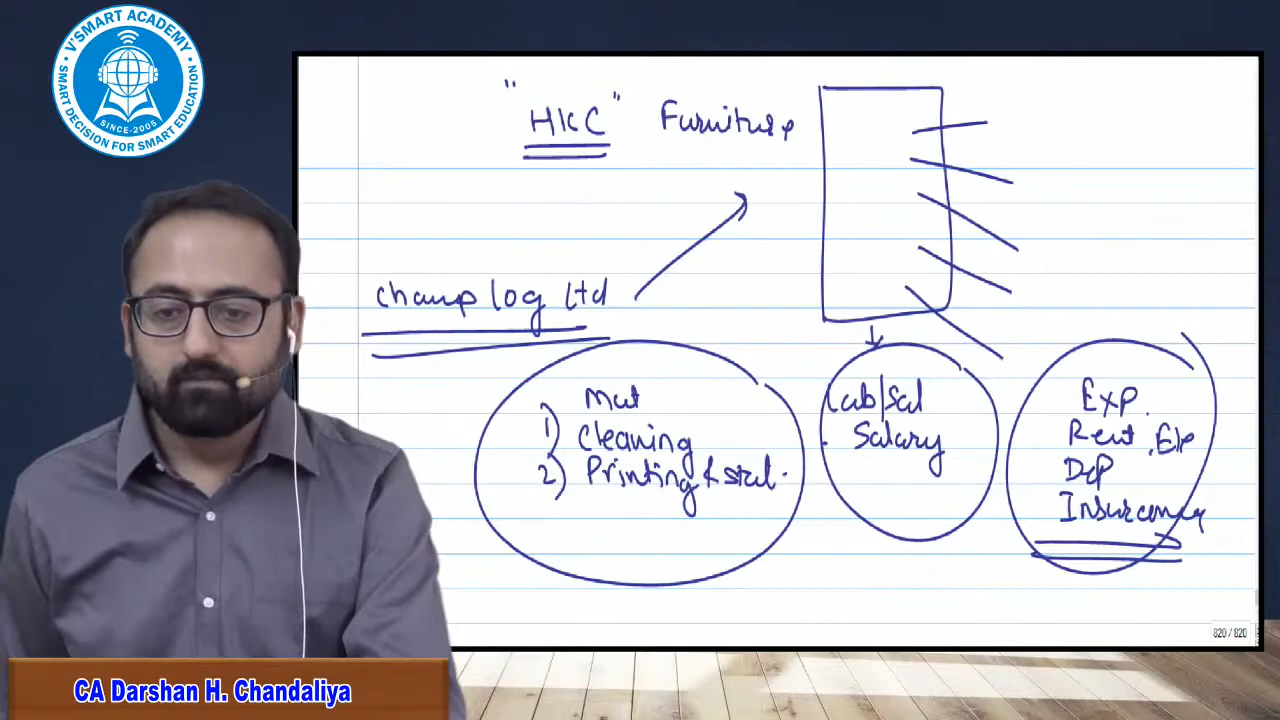 V'SMART ACADEMY
SMART DECISION FOR SMART EDUCATION
SINCE-2005
"HKC" Furniture
Champ log Ltd
Mat
1) Cleaning
2) Printing & stat.
Lab/Sal
Salary
Exp.
Rent, Ele
Dep
Insurance
820 / 820
CA Darshan H. Chandaliya